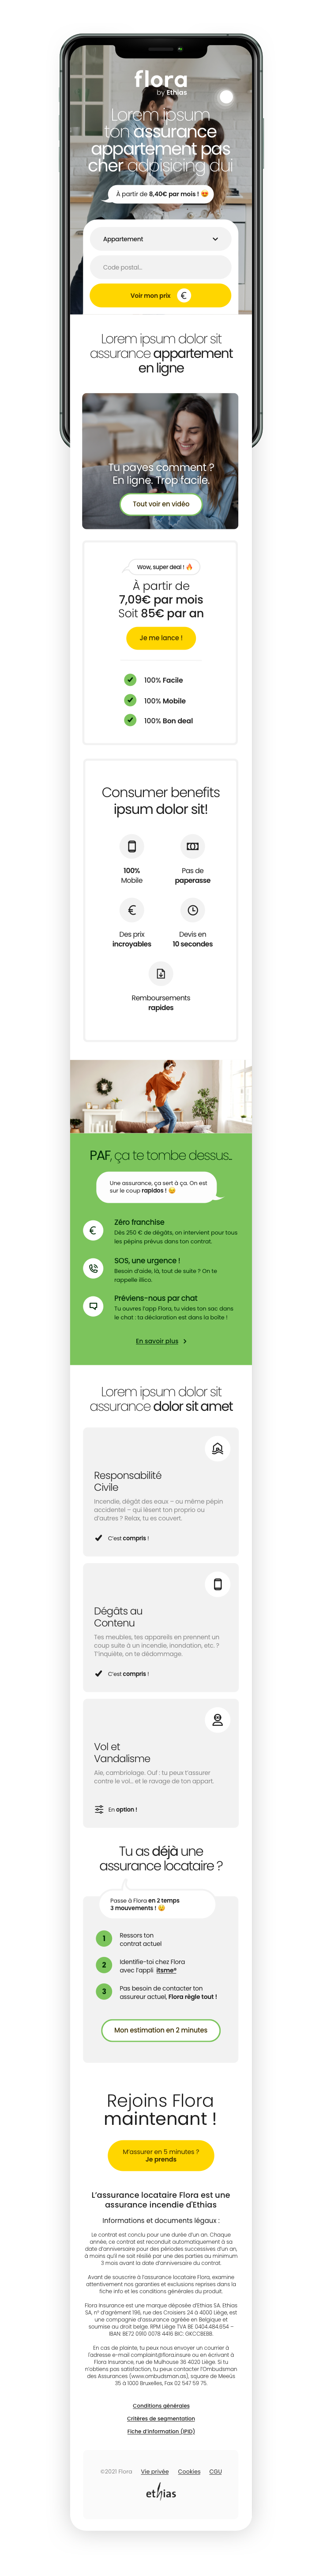 flora
by Ethias
Lorem ipsum
ton assurance
appartement pas
cher adipisicing dui
À partir de 8,40€ par mois ! 😍
Appartement
Code postal...
Voir mon prix €
Lorem ipsum dolor sit
assurance appartement
en ligne
Tu payes comment ?
En ligne. Trop facile.
Tout voir en vidéo
Wow, super deal ! 🔥
À partir de
7,09€ par mois
Soit 85€ par an
Je me lance !
100% Facile
100% Mobile
100% Bon deal
Consumer benefits
ipsum dolor sit!
100%
Mobile
Pas de
paperasse
Des prix
incroyables
Devis en
10 secondes
Remboursements
rapides
PAF, ça te tombe dessus...
Une assurance, ça sert à ça. On est
sur le coup rapidos ! 😉
Zéro franchise
Dès 250 € de dégâts, on intervient pour tous
les pépins prévus dans ton contrat.
SOS, une urgence !
Besoin d'aide, là, tout de suite ? On te
rappelle illico.
Préviens-nous par chat
Tu ouvres l'app Flora, tu vides ton sac dans
le chat : ta déclaration est dans la boîte !
En savoir plus
Lorem ipsum dolor sit
assurance dolor sit amet
Responsabilité
Civile
Incendie, dégât des eaux – ou même pépin
accidentel – qui lèsent ton proprio ou
d'autres ? Relax, tu es couvert.
C'est compris !
Dégâts au
Contenu
Tes meubles, tes appareils en prennent un
coup suite à un incendie, inondation, etc. ?
T'inquiète, on te dédommage.
C'est compris !
Vol et
Vandalisme
Aïe, cambriolage. Ouf : tu peux t'assurer
contre le vol... et le ravage de ton appart.
En option !
Tu as déjà une
assurance locataire ?
Passe à Flora en 2 temps
3 mouvements ! 😉
1 Ressors ton
contrat actuel
2 Identifie-toi chez Flora
avec l'appli itsme®
3 Pas besoin de contacter ton
assureur actuel, Flora règle tout !
Mon estimation en 2 minutes
Rejoins Flora
maintenant !
M'assurer en 5 minutes ?
Je prends
L'assurance locataire Flora est une
assurance incendie d'Ethias
Informations et documents légaux :
Le contrat est conclu pour une durée d'un an. Chaque
année, ce contrat est reconduit automatiquement à sa
date d'anniversaire pour des périodes successives d'un an,
à moins qu'il ne soit résilié par une des parties au minimum
3 mois avant la date d'anniversaire du contrat.
Avant de souscrire à l'assurance locataire Flora, examine
attentivement nos garanties et exclusions reprises dans la
fiche info et les conditions générales du produit.
Flora Insurance est une marque déposée d'Ethias SA. Ethias
SA, n° d'agrément 196, rue des Croisiers 24 à 4000 Liège, est
une compagnie d'assurance agréée en Belgique et
soumise au droit belge. RPM Liège TVA BE 0404.484.654 –
IBAN: BE72 0910 0078 4416 BIC: GKCCBEBB.
En cas de plainte, tu peux nous envoyer un courrier à
l'adresse e-mail complaint@flora.insure ou en écrivant à
Flora Insurance, rue de Mulhouse 36 4020 Liège. Si tu
n'obtiens pas satisfaction, tu peux contacter l'Ombudsman
des Assurances (www.ombudsman.as), square de Meeûs
35 à 1000 Bruxelles, Fax 02 547 59 75.
Conditions générales
Critères de segmentation
Fiche d'information (IPID)
©2021 Flora Vie privée Cookies CGU
ethias